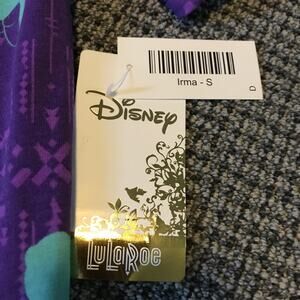 Irma - S
D
Disney
LuLaRoe